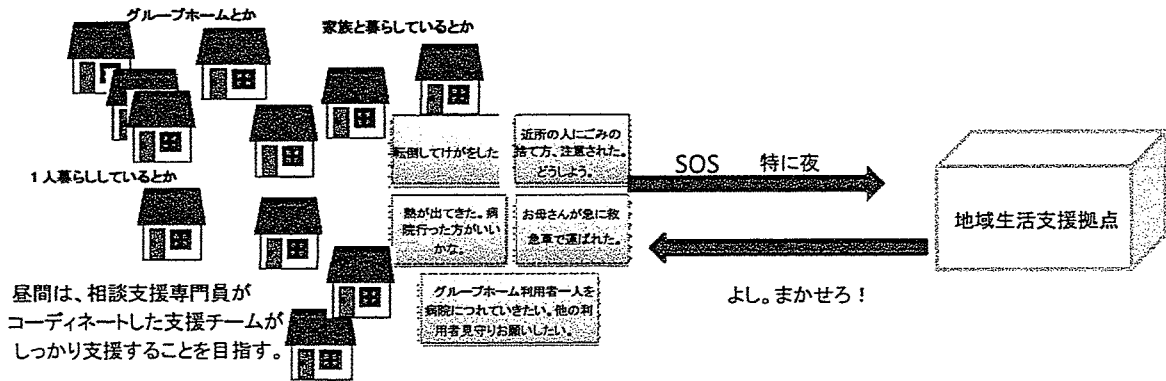 グループホームとか
家族と暮らしているとか
1人暮らししているとか
転倒してけがをした
近所の人にごみの
捨て方、注意された。
どうしよう。
熱が出てきた。病
院行った方がいい
かな。
お母さんが急に救
急車で運ばれた。
グループホーム利用者一人を
病院につれていきたい。他の利
用者見守りお願いしたい。
SOS 特に夜
よし。まかせろ！
地域生活支援拠点
昼間は、相談支援専門員が
コーディネートした支援チームが
しっかり支援することを目指す。